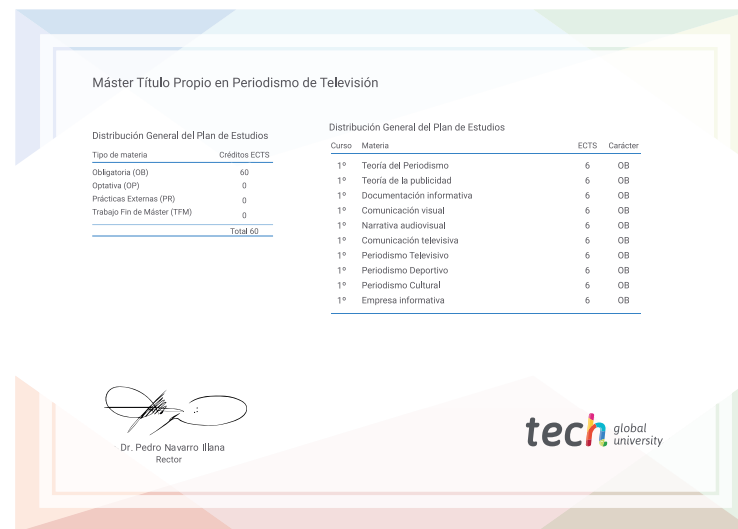 Máster Título Propio en Periodismo de Televisión
Distribución General del Plan de Estudios
Tipo de materia Créditos ECTS
Obligatoria (OB) 60
Optativa (OP) 0
Prácticas Externas (PR) 0
Trabajo Fin de Máster (TFM) 0
Total 60
Distribución General del Plan de Estudios
Curso Materia ECTS Carácter
1º Teoría del Periodismo 6 OB
1º Teoría de la publicidad 6 OB
1º Documentación informativa 6 OB
1º Comunicación visual 6 OB
1º Narrativa audiovisual 6 OB
1º Comunicación televisiva 6 OB
1º Periodismo Televisivo 6 OB
1º Periodismo Deportivo 6 OB
1º Periodismo Cultural 6 OB
1º Empresa informativa 6 OB
Dr. Pedro Navarro Illana
Rector
tech global
university